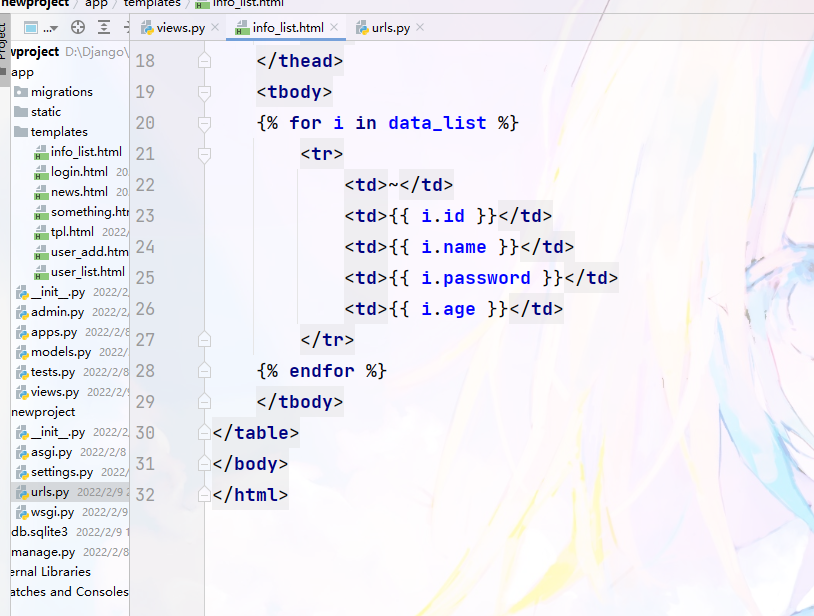 newproject app templates info_list.html
... views.py info_list.html urls.py
Project
wproject D:\Django\
app
migrations
static
templates
info_list.html
login.html 20
news.html 20
something.htr
tpl.html 2022/
user_add.htm
user_list.html
__init__.py 2022/2/
admin.py 2022/2/
apps.py 2022/2/8
models.py 2022/
tests.py 2022/2/8
views.py 2022/2/9
newproject
__init__.py 2022/2/
asgi.py 2022/2/8
settings.py 2022/
urls.py 2022/2/9 2
wsgi.py 2022/2/9
db.sqlite3 2022/2/9 1
manage.py 2022/2/8
ernal Libraries
atches and Consoles
18 </thead>
19 <tbody>
20 {% for i in data_list %}
21 <tr>
22 <td>~</td>
23 <td>{{ i.id }}</td>
24 <td>{{ i.name }}</td>
25 <td>{{ i.password }}</td>
26 <td>{{ i.age }}</td>
27 </tr>
28 {% endfor %}
29 </tbody>
30 </table>
31 </body>
32 </html>